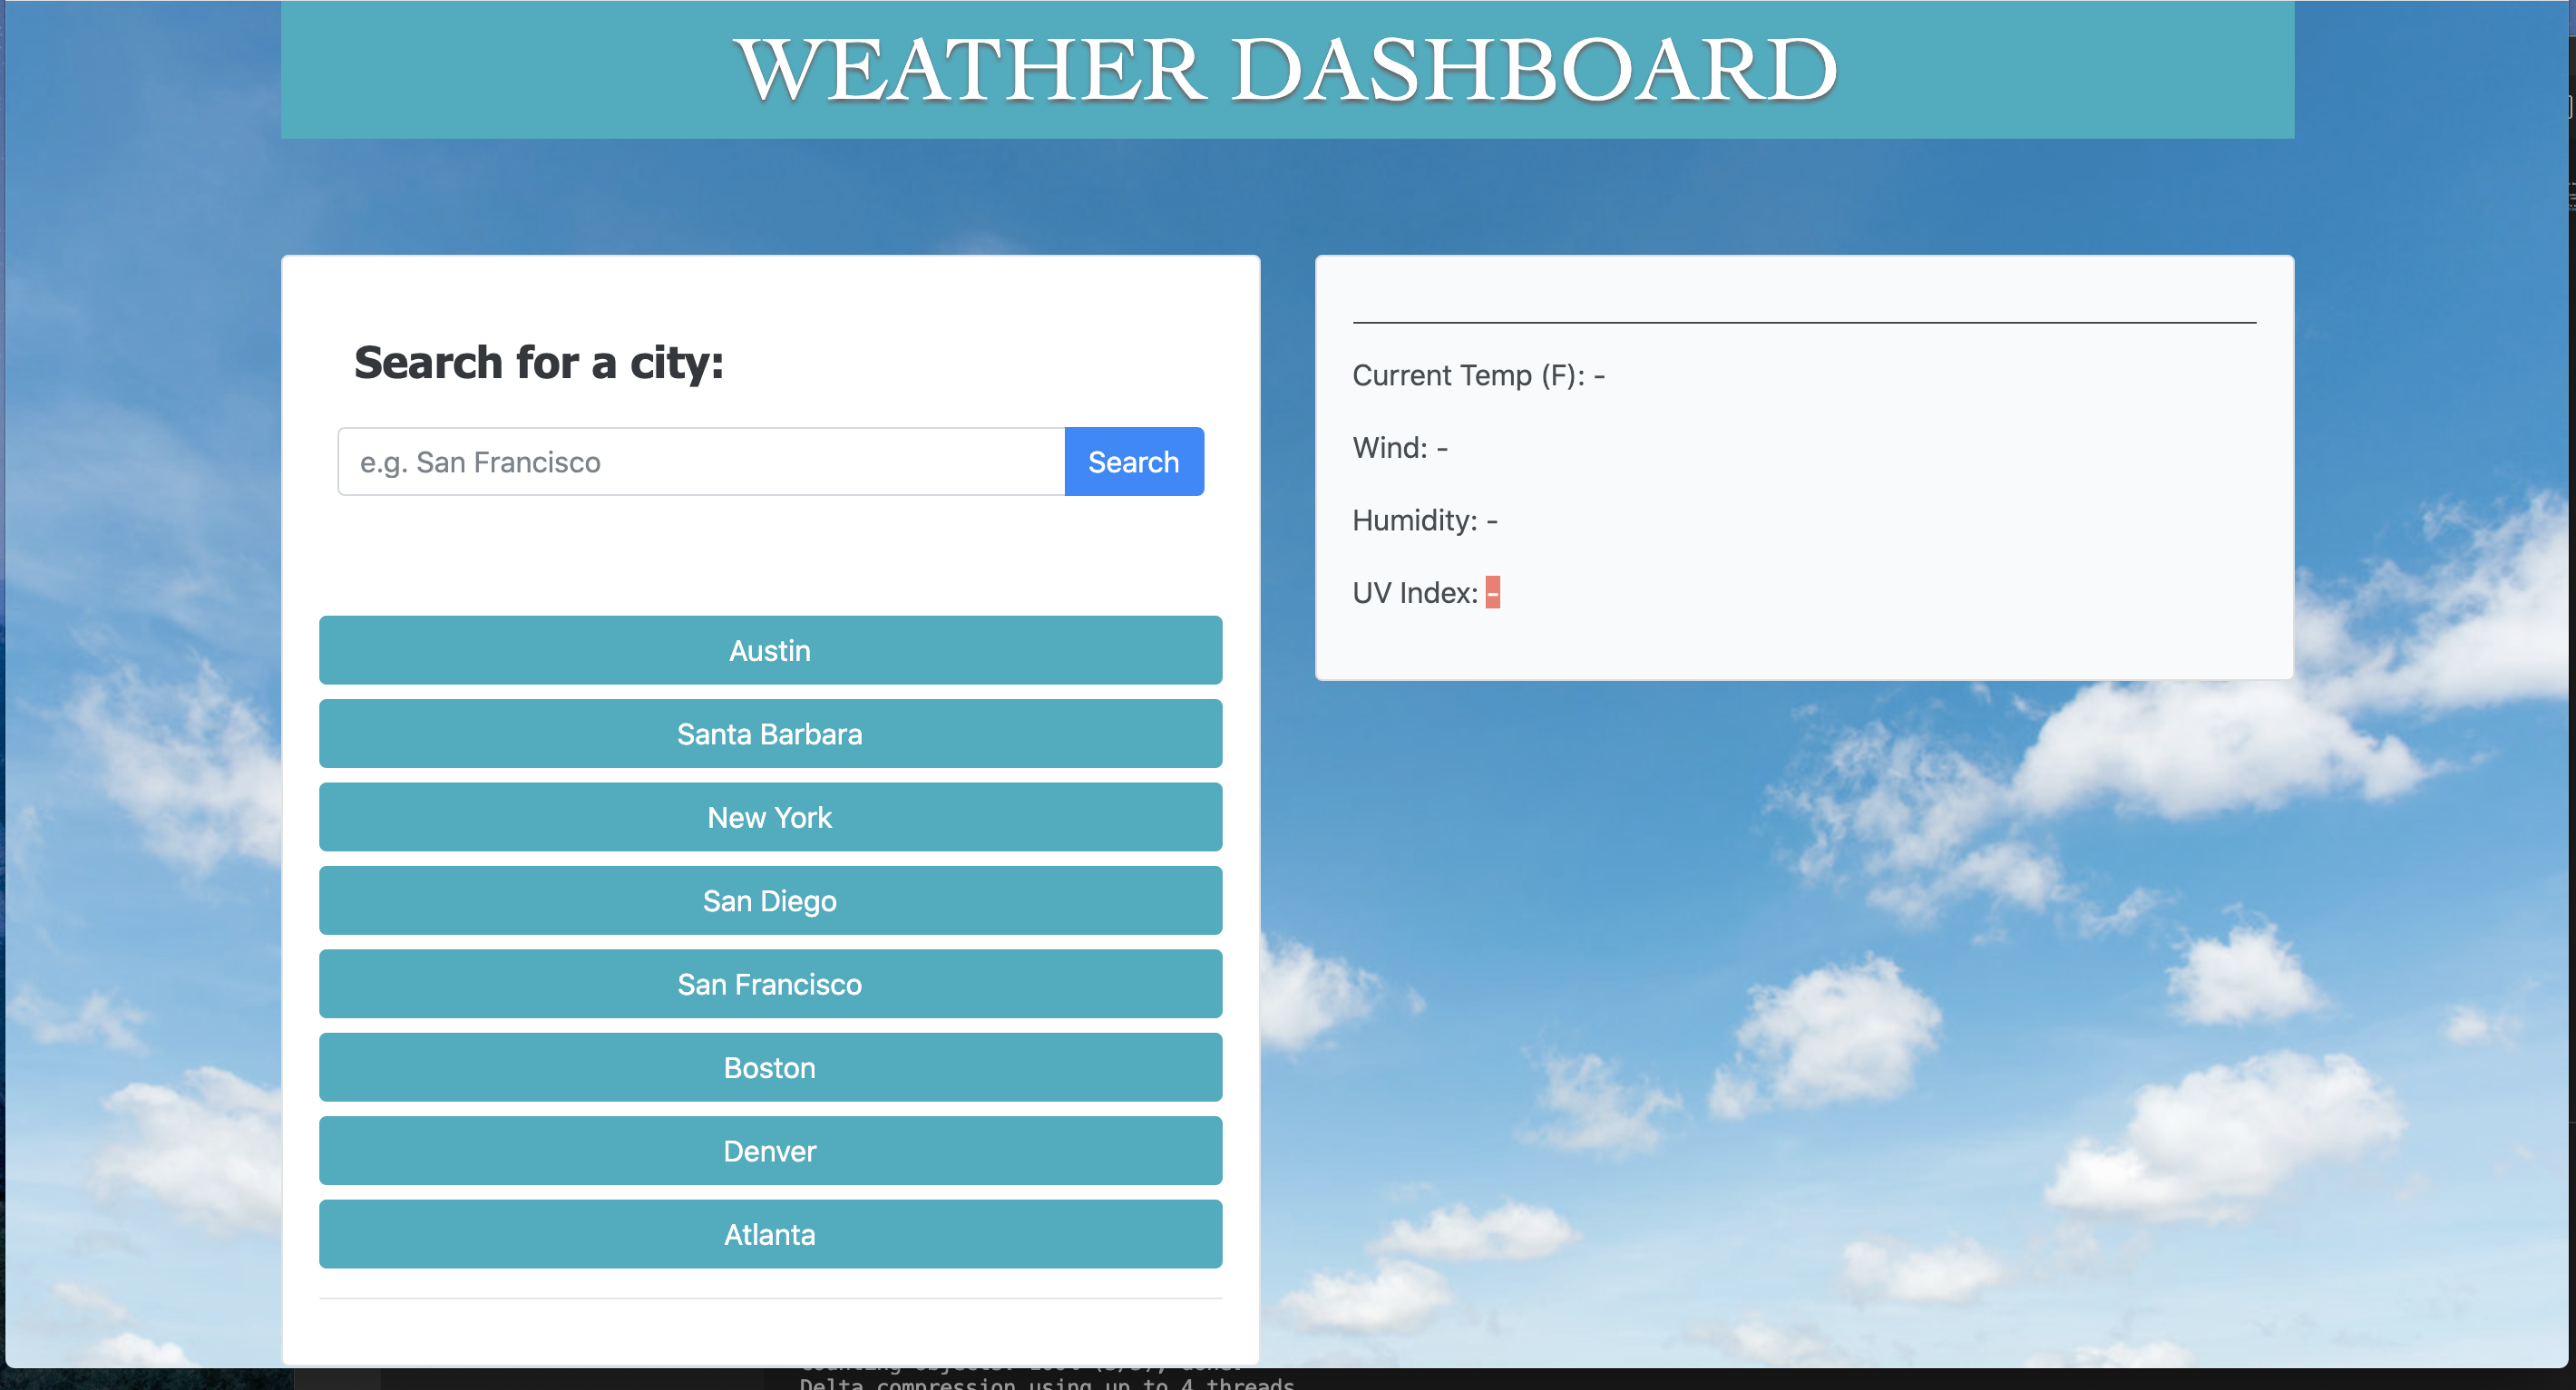 WEATHER DASHBOARD
Search for a city:
e.g. San Francisco
Search
Austin
Santa Barbara
New York
San Diego
San Francisco
Boston
Denver
Atlanta
Current Temp (F): -
Wind: -
Humidity: -
UV Index: -
Delta compression using up to 4 threads